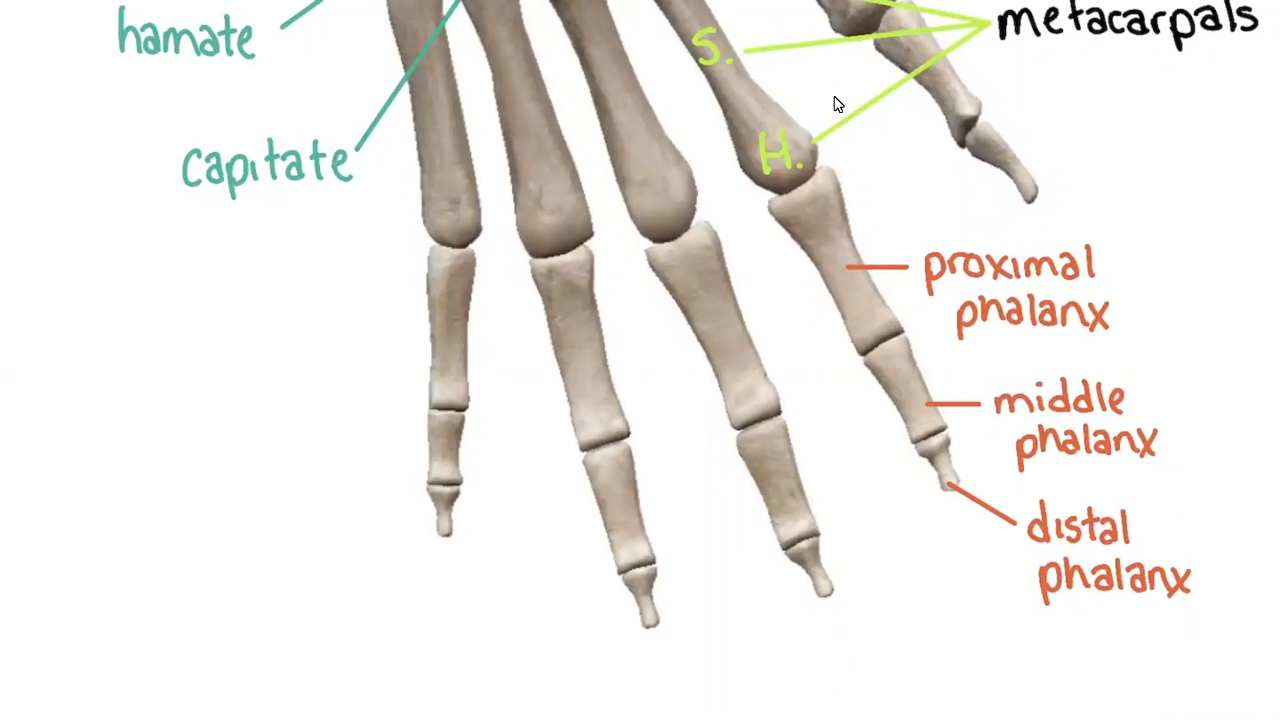 hamate
metacarpals
S.
H.
capitate
proximal
phalanx
middle
phalanx
distal
phalanx